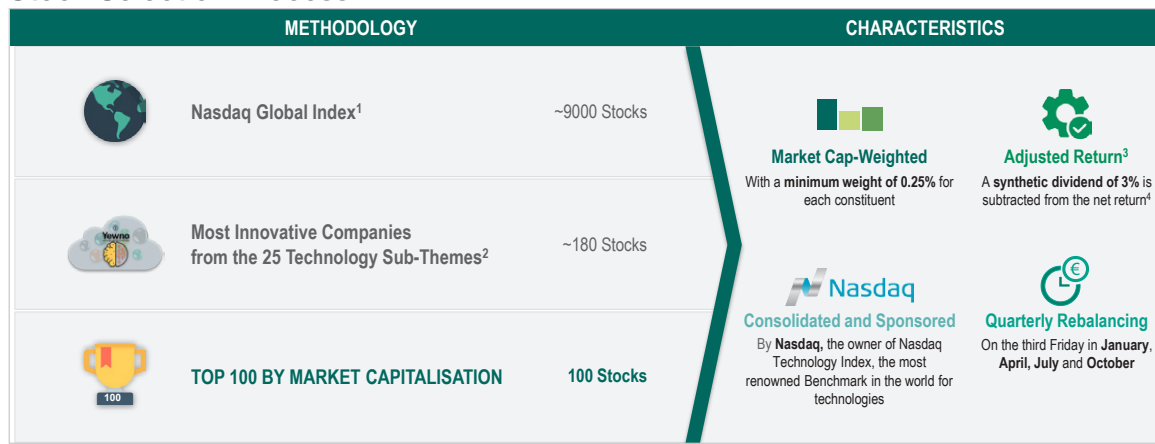 METHODOLOGY
CHARACTERISTICS
Nasdaq Global Index¹
~9000 Stocks
Yewno
Most Innovative Companies
from the 25 Technology Sub-Themes²
~180 Stocks
100
TOP 100 BY MARKET CAPITALISATION
100 Stocks
Market Cap-Weighted
With a minimum weight of 0.25% for
each constituent
Adjusted Return³
A synthetic dividend of 3% is
subtracted from the net return⁴
Nasdaq
Consolidated and Sponsored
By Nasdaq, the owner of Nasdaq
Technology Index, the most
renowned Benchmark in the world for
technologies
€
Quarterly Rebalancing
On the third Friday in January,
April, July and October